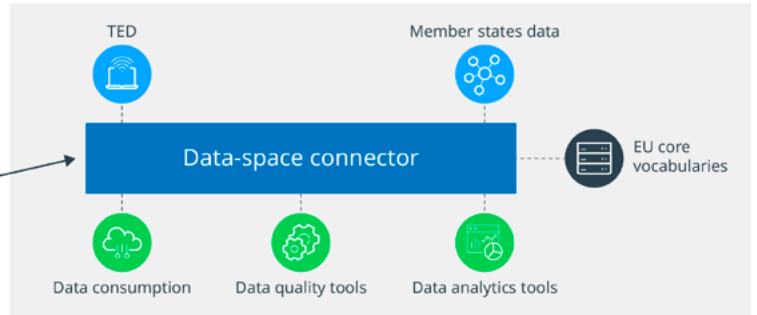 TED
Member states data
Data-space connector
EU core
vocabularies
Data consumption
Data quality tools
Data analytics tools